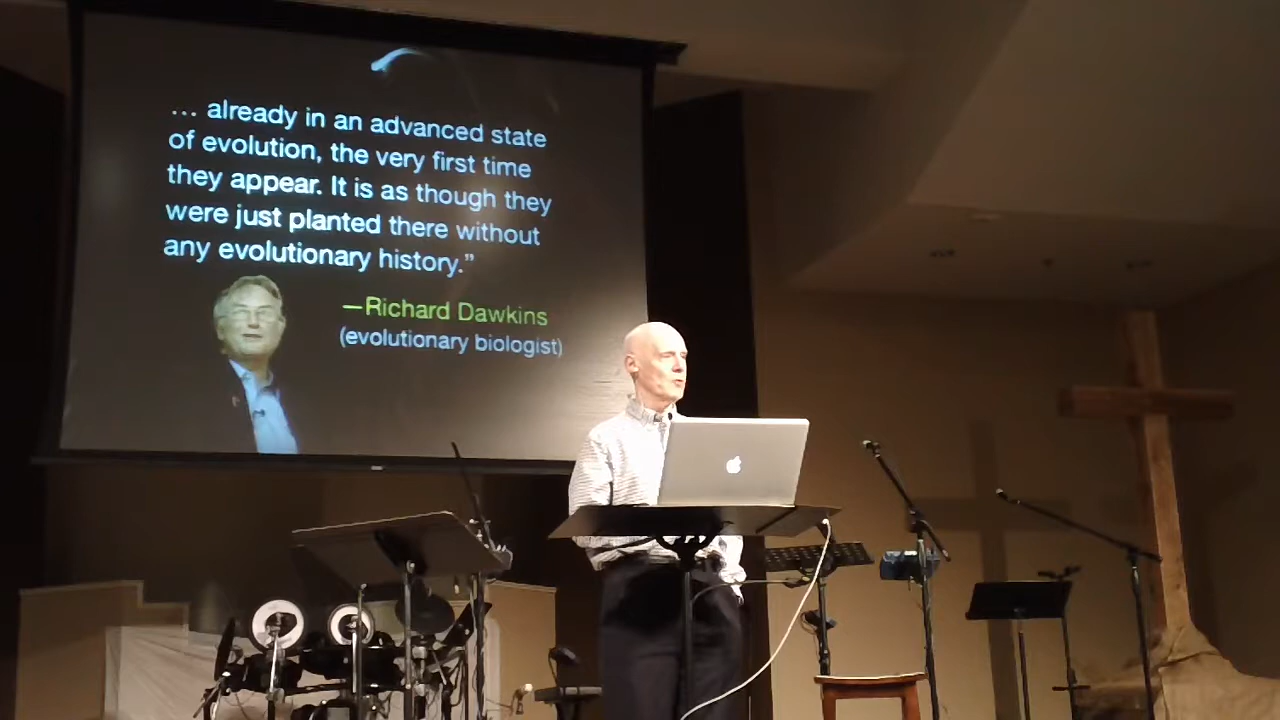 ... already in an advanced state
of evolution, the very first time
they appear. It is as though they
were just planted there without
any evolutionary history.”
—Richard Dawkins
(evolutionary biologist)